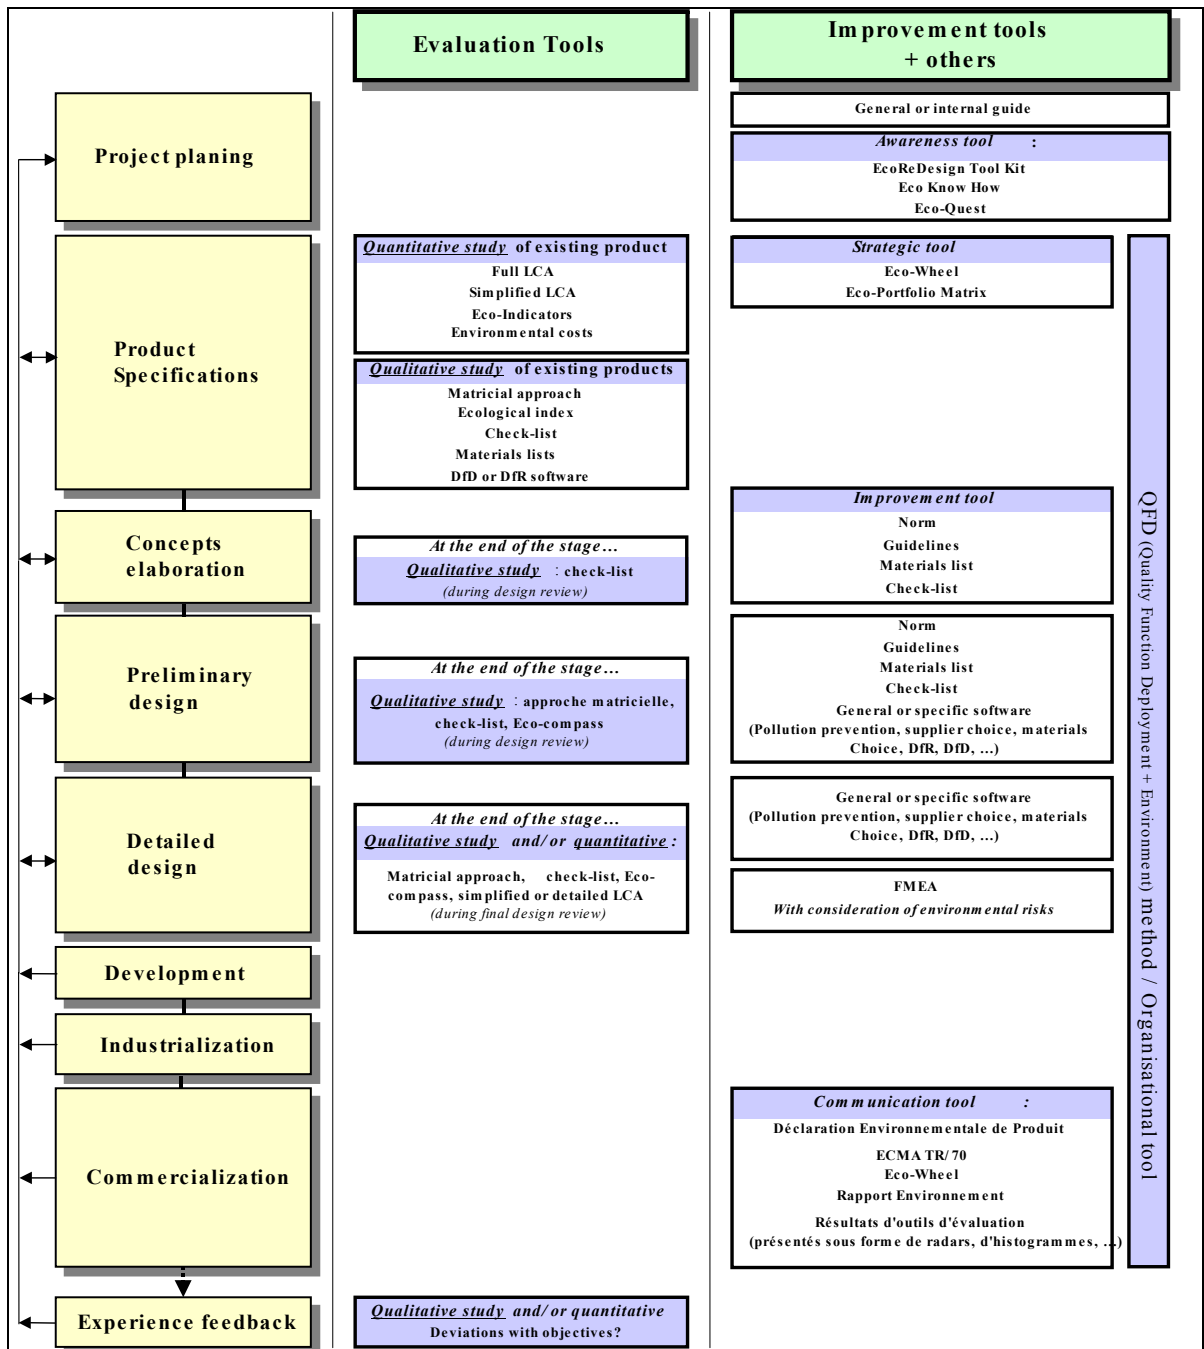 Evaluation Tools
Improvement tools
+ others
Project planing
General or internal guide
Awareness tool :
EcoReDesign Tool Kit
Eco Know How
Eco-Quest
Product
Specifications
Quantitative study of existing product
Full LCA
Simplified LCA
Eco-Indicators
Environmental costs
Qualitative study of existing products
Matricial approach
Ecological index
Check-list
Materials lists
DfD or DfR software
Strategic tool
Eco-Wheel
Eco-Portfolio Matrix
Concepts
elaboration
At the end of the stage...
Qualitative study : check-list
(during design review)
Improvement tool
Norm
Guidelines
Materials list
Check-list
Preliminary
design
At the end of the stage...
Qualitative study : approche matricielle,
check-list, Eco-compass
(during design review)
Norm
Guidelines
Materials list
Check-list
General or specific software
(Pollution prevention, supplier choice, materials
Choice, DfR, DfD, ...)
Detailed
design
At the end of the stage...
Qualitative study and/or quantitative :
Matricial approach, check-list, Eco-
compass, simplified or detailed LCA
(during final design review)
General or specific software
(Pollution prevention, supplier choice, materials
Choice, DfR, DfD, ...)
FMEA
With consideration of environmental risks
Development
Industrialization
Commercialization
Communication tool :
Déclaration Environnementale de Produit
ECMA TR/70
Eco-Wheel
Rapport Environnement
Résultats d'outils d'évaluation
(présentés sous forme de radars, d'histogrammes, ...)
Experience feedback
Qualitative study and/or quantitative
Deviations with objectives?
QFD (Quality Function Deployment + Environment) method / Organisational tool